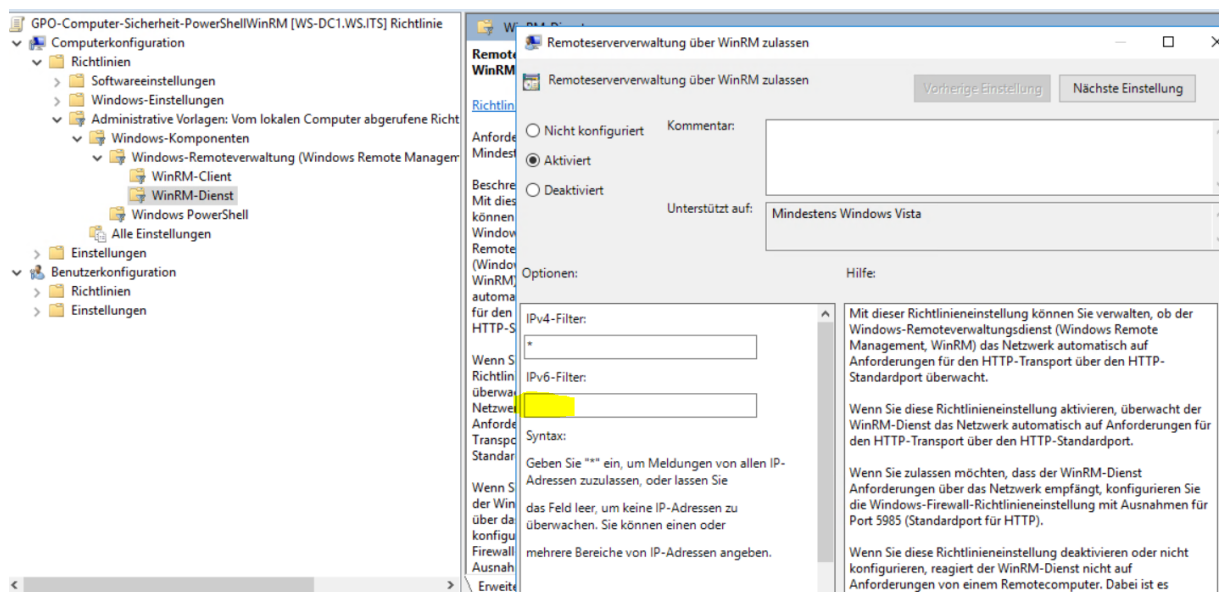 GPO-Computer-Sicherheit-PowerShellWinRM [WS-DC1.WS.ITS] Richtlinie
Computerkonfiguration
Richtlinien
Softwareeinstellungen
Windows-Einstellungen
Administrative Vorlagen: Vom lokalen Computer abgerufene Richt
Windows-Komponenten
Windows-Remoteverwaltung (Windows Remote Managem
WinRM-Client
WinRM-Dienst
Windows PowerShell
Alle Einstellungen
Einstellungen
Benutzerkonfiguration
Richtlinien
Einstellungen
Remote
WinRM
Richtlin
Anforde
Mindest
Beschre
Mit dies
können
Window
Remote
(Window
WinRM)
automa
für den
HTTP-S
Wenn S
Richtlin
überwa
Netzwe
Anforde
Transpo
Standar
Wenn S
der Win
über da
konfigu
Firewall
Ausnah
Erweite
Remoteserververwaltung über WinRM zulassen
Remoteserververwaltung über WinRM zulassen
Vorherige Einstellung
Nächste Einstellung
Nicht konfiguriert
Aktiviert
Deaktiviert
Kommentar:
Unterstützt auf:
Mindestens Windows Vista
Optionen:
Hilfe:
IPv4-Filter:
*
IPv6-Filter:
Syntax:
Geben Sie "*" ein, um Meldungen von allen IP-
Adressen zuzulassen, oder lassen Sie
das Feld leer, um keine IP-Adressen zu
überwachen. Sie können einen oder
mehrere Bereiche von IP-Adressen angeben.
Mit dieser Richtlinieneinstellung können Sie verwalten, ob der
Windows-Remoteverwaltungsdienst (Windows Remote
Management, WinRM) das Netzwerk automatisch auf
Anforderungen für den HTTP-Transport über den HTTP-
Standardport überwacht.
Wenn Sie diese Richtlinieneinstellung aktivieren, überwacht der
WinRM-Dienst das Netzwerk automatisch auf Anforderungen für
den HTTP-Transport über den HTTP-Standardport.
Wenn Sie zulassen möchten, dass der WinRM-Dienst
Anforderungen über das Netzwerk empfängt, konfigurieren Sie
die Windows-Firewall-Richtlinieneinstellung mit Ausnahmen für
Port 5985 (Standardport für HTTP).
Wenn Sie diese Richtlinieneinstellung deaktivieren oder nicht
konfigurieren, reagiert der WinRM-Dienst nicht auf
Anforderungen von einem Remotecomputer. Dabei ist es